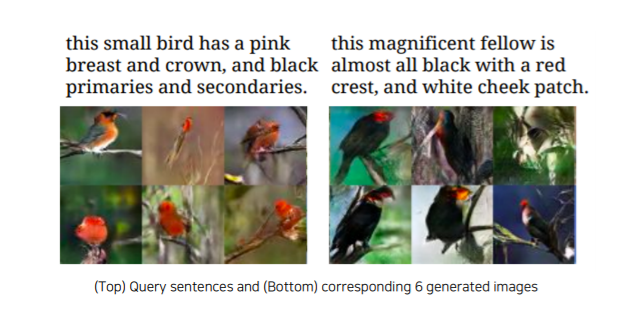 this small bird has a pink
breast and crown, and black
primaries and secondaries.
this magnificent fellow is
almost all black with a red
crest, and white cheek patch.
(Top) Query sentences and (Bottom) corresponding 6 generated images